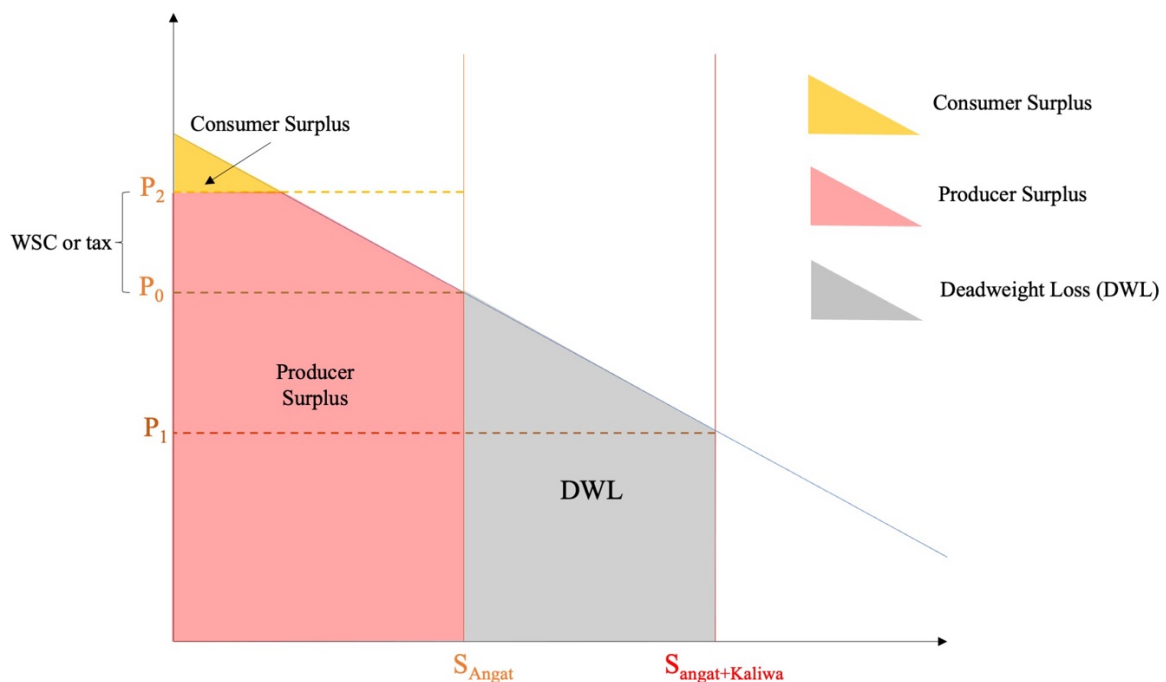 Consumer Surplus
Consumer Surplus
P2
WSC or tax
Producer Surplus
P0
Deadweight Loss (DWL)
Producer
Surplus
P1
DWL
SAngat
Sangat+Kaliwa